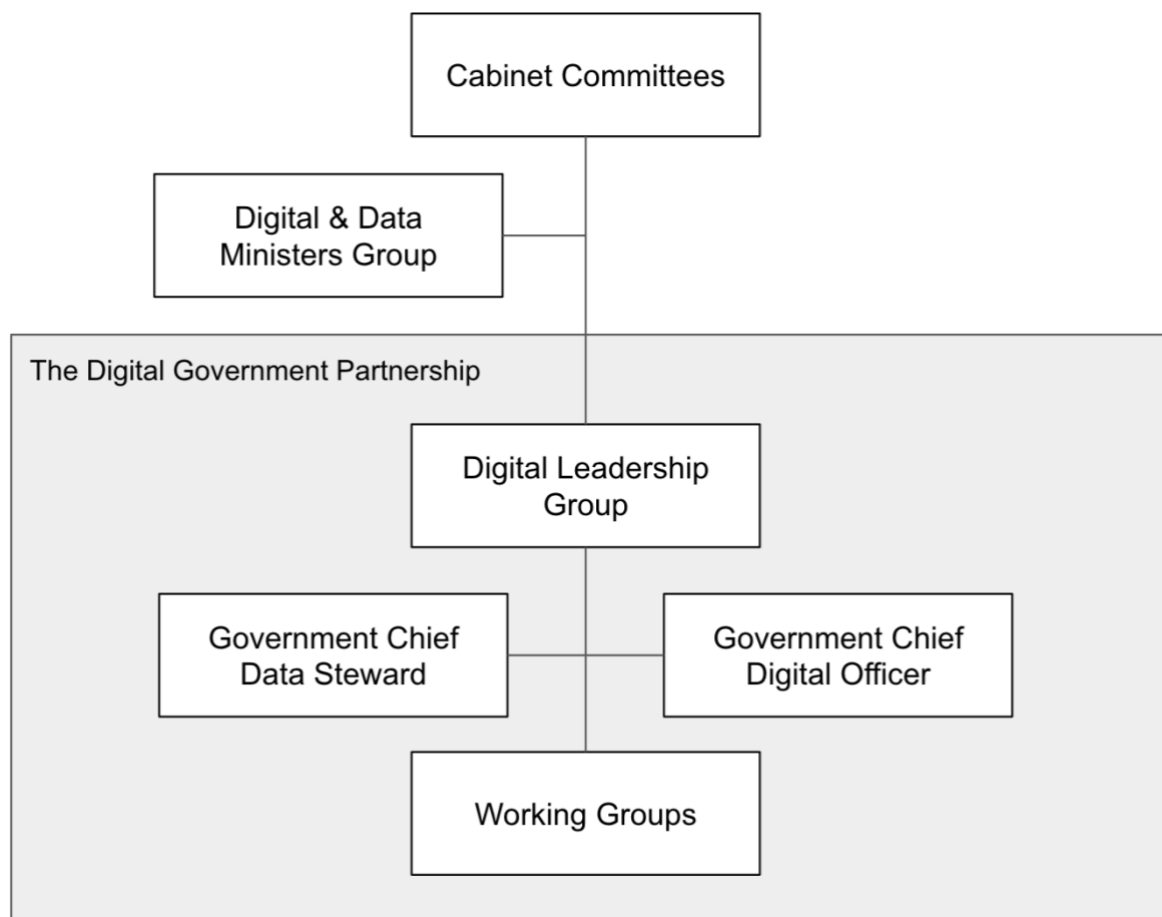 Cabinet Committees
Digital & Data
Ministers Group
The Digital Government Partnership
Digital Leadership
Group
Government Chief
Data Steward
Government Chief
Digital Officer
Working Groups